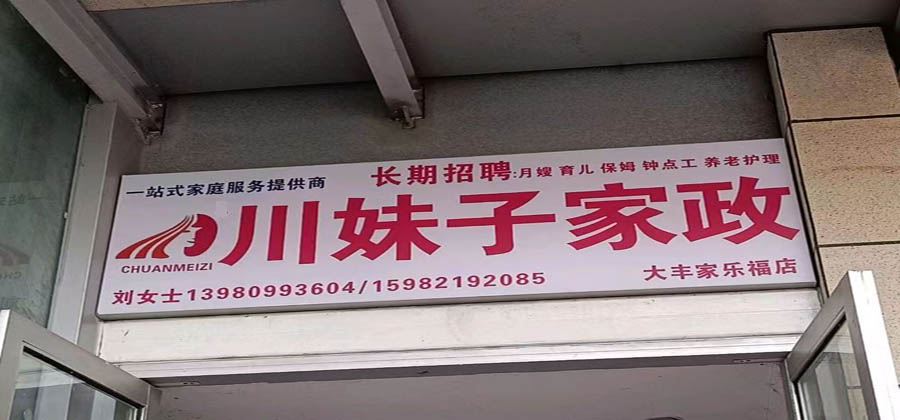 一站式家庭服务提供商
长期招聘:月嫂 育儿 保姆 钟点工 养老护理
川妹子家政
CHUANMEIZI
刘女士13980993604/15982192085
大丰家乐福店